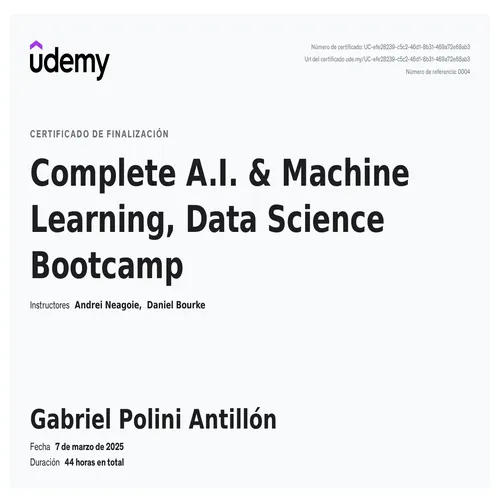 udemy
Número de certificado: UC-efe28239-c5c2-46d1-8b31-469a72e68ab3
Url del certificado ude.my/UC-efe28239-c5c2-46d1-8b31-469a72e68ab3
Número de referencia: 0004
CERTIFICADO DE FINALIZACIÓN
Complete A.I. & Machine
Learning, Data Science
Bootcamp
Instructores Andrei Neagoie, Daniel Bourke
Gabriel Polini Antillón
Fecha 7 de marzo de 2025
Duración 44 horas en total